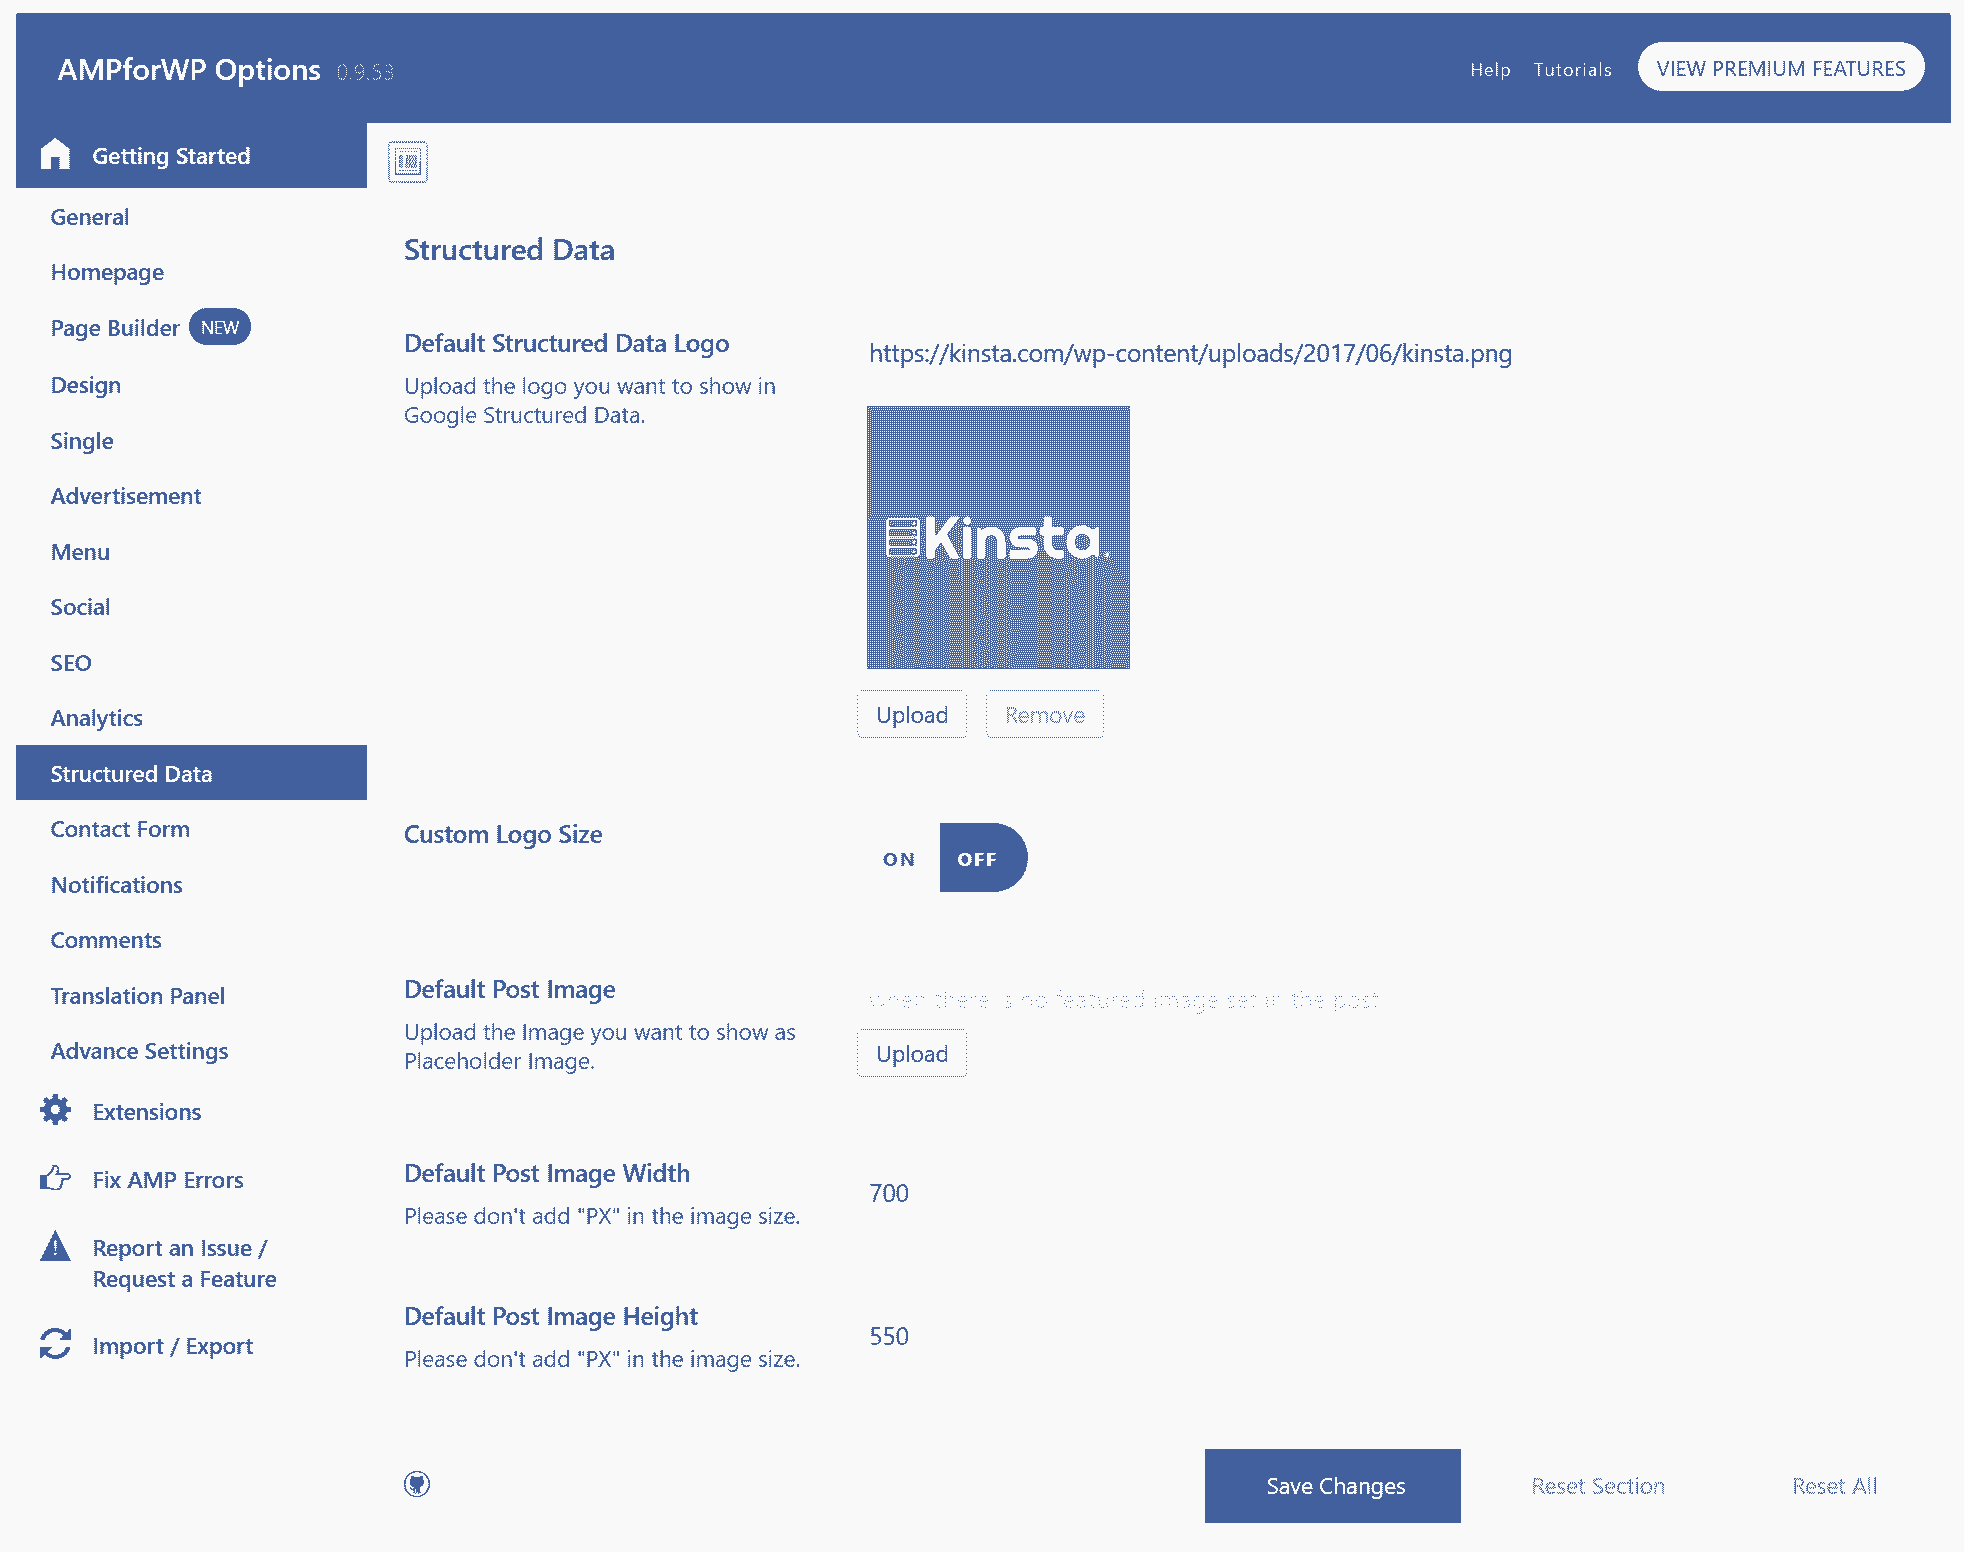 AMPforWP Options 0.9.53
Help Tutorials VIEW PREMIUM FEATURES
Getting Started
General
Homepage
Page Builder NEW
Design
Single
Advertisement
Menu
Social
SEO
Analytics
Structured Data
Contact Form
Notifications
Comments
Translation Panel
Advance Settings
Extensions
Fix AMP Errors
Report an Issue /
Request a Feature
Import / Export
Structured Data
Default Structured Data Logo
Upload the logo you want to show in
Google Structured Data.
https://kinsta.com/wp-content/uploads/2017/06/kinsta.png
Kinsta
Upload Remove
Custom Logo Size
ON OFF
Default Post Image
Upload the Image you want to show as
Placeholder Image.
when there is no featured image set in the post
Upload
Default Post Image Width
Please don't add "PX" in the image size.
700
Default Post Image Height
Please don't add "PX" in the image size.
550
Save Changes Reset Section Reset All